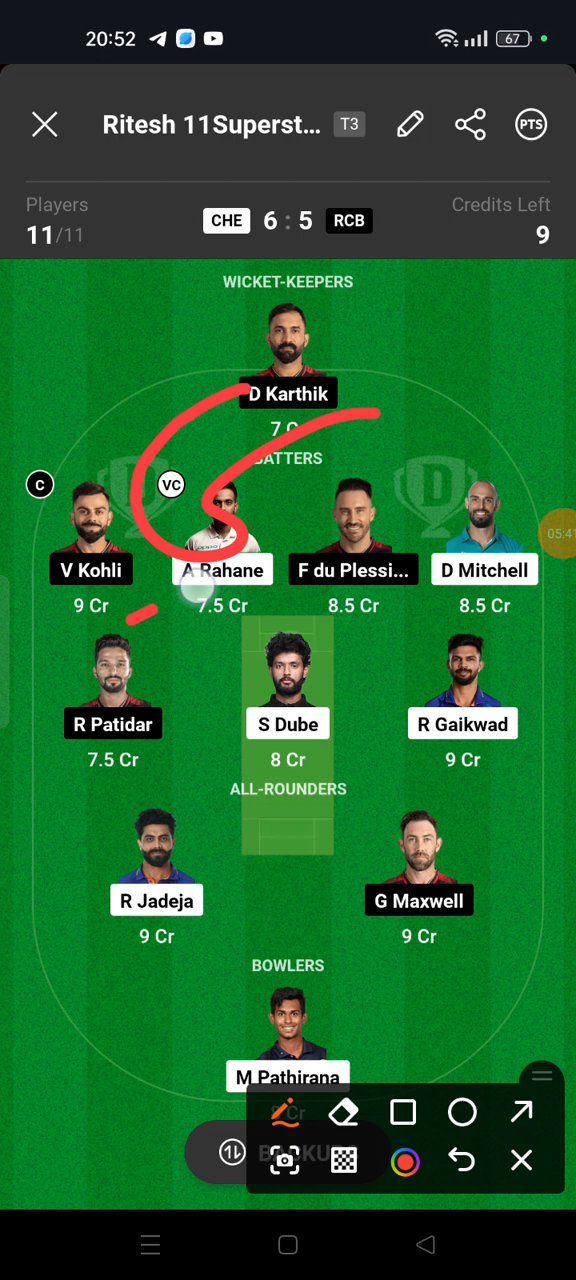 20:52
67
Ritesh 11Superst... T3
PTS
Players
Credits Left
11/11
CHE 6 : 5 RCB
9
WICKET-KEEPERS
D Karthik
BATTERS
C
VC
V Kohli
A Rahane
F du Plessi...
D Mitchell
05:41
9 Cr
7.5 Cr
8.5 Cr
8.5 Cr
R Patidar
S Dube
R Gaikwad
7.5 Cr
8 Cr
9 Cr
ALL-ROUNDERS
R Jadeja
G Maxwell
9 Cr
9 Cr
BOWLERS
M Pathirana